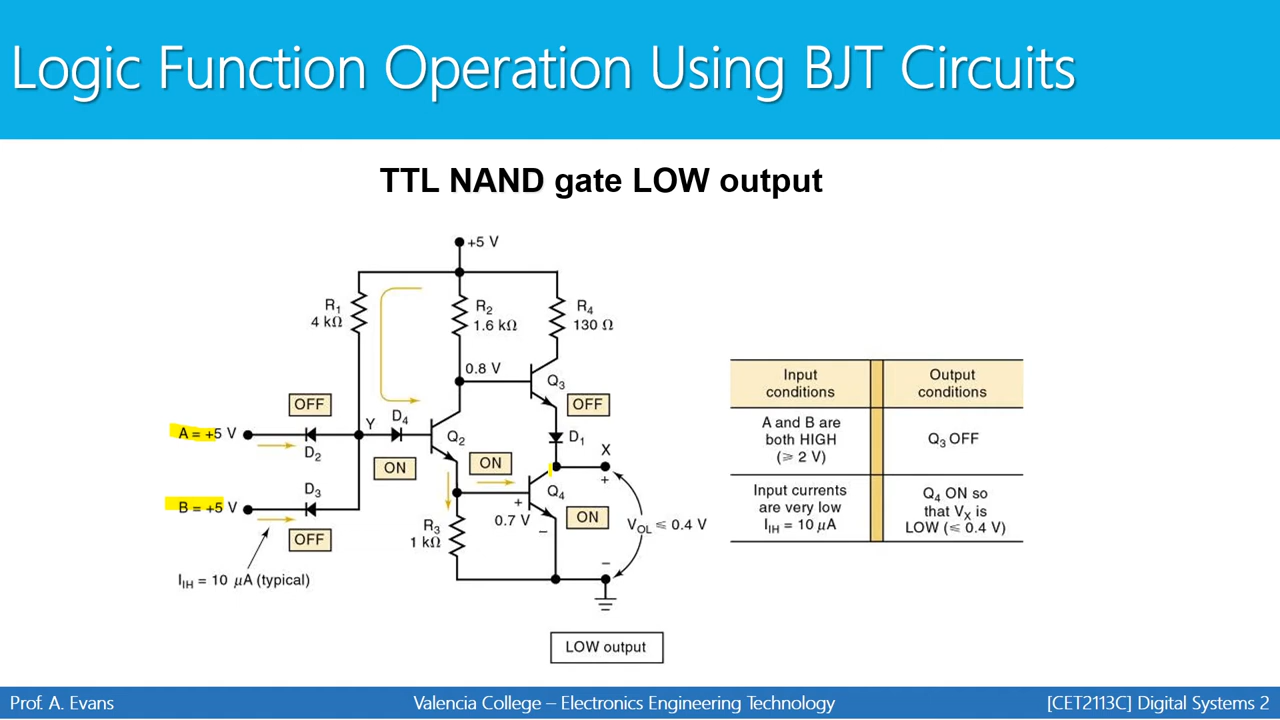 Logic Function Operation Using BJT Circuits
TTL NAND gate LOW output
+5 V
R1
4 kΩ
R2
1.6 kΩ
R4
130 Ω
0.8 V
Q3
OFF
OFF
A = +5 V
D2
Y
D4
ON
Q2
ON
D1
X
+
B = +5 V
D3
OFF
Q4
+
0.7 V
−
ON
R3
1 kΩ
VOL ≤ 0.4 V
−
IIH = 10 μA (typical)
LOW output
Input
conditions
Output
conditions
A and B are
both HIGH
(⩾ 2 V)
Q3 OFF
Input currents
are very low
IIH = 10 μA
Q4 ON so
that VX is
LOW (≤ 0.4 V)
Prof. A. Evans
Valencia College – Electronics Engineering Technology
[CET2113C] Digital Systems 2